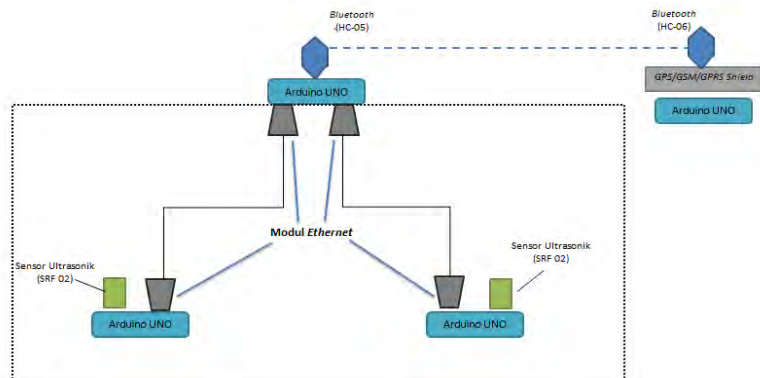 Bluetooth
(HC-05)
Bluetooth
(HC-06)
Arduino UNO
GPS/GSM/GPRS Shield
Arduino UNO
Modul Ethernet
Sensor Ultrasonik
(SRF 02)
Sensor Ultrasonik
(SRF 02)
Arduino UNO
Arduino UNO